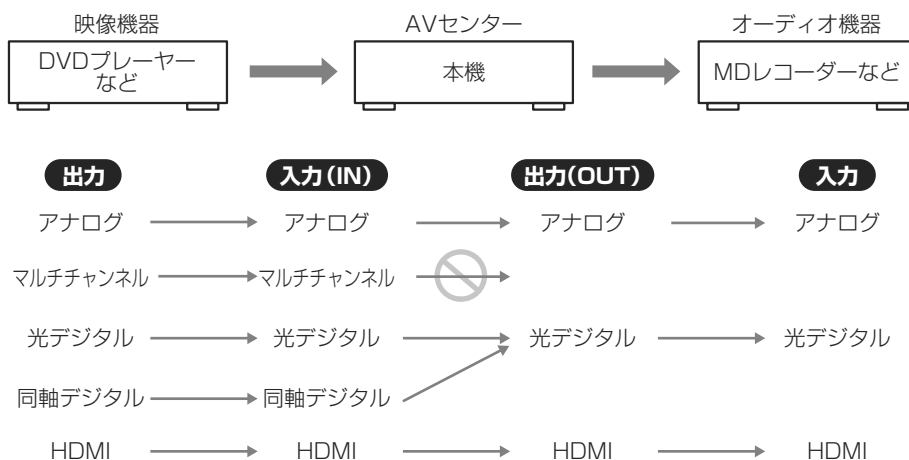 映像機器
AVセンター
オーディオ機器
DVDプレーヤー
など
本機
MDレコーダーなど
出力
入力(IN)
出力(OUT)
入力
アナログ
アナログ
アナログ
アナログ
マルチチャンネル
マルチチャンネル
光デジタル
光デジタル
光デジタル
光デジタル
同軸デジタル
同軸デジタル
HDMI
HDMI
HDMI
HDMI